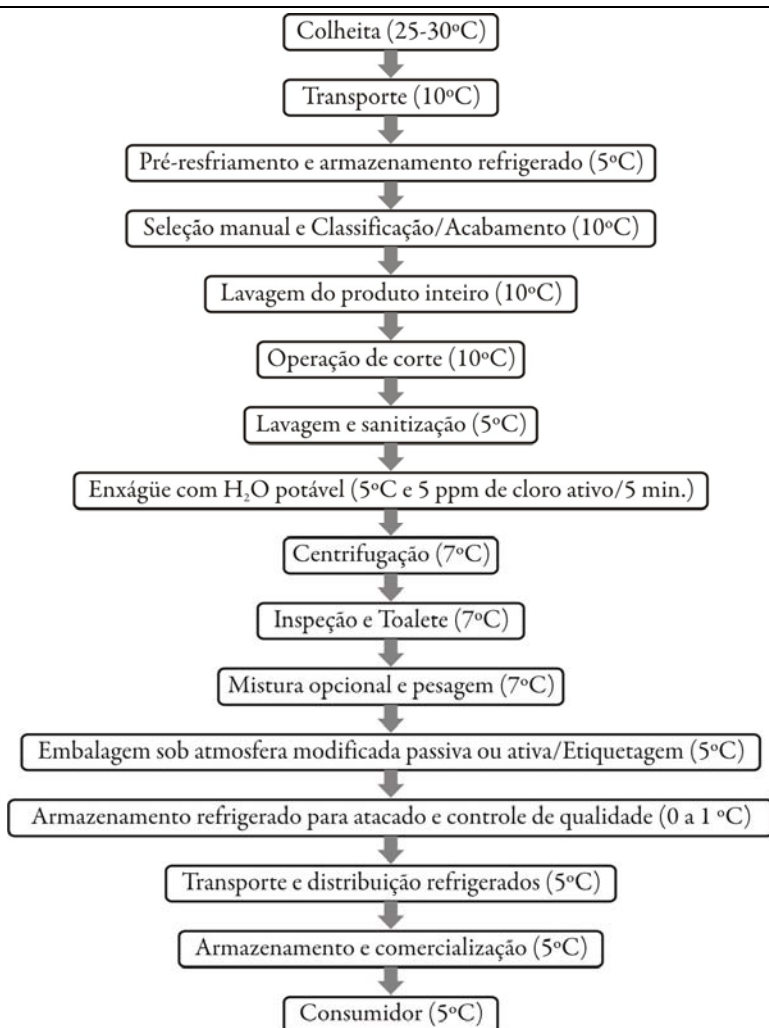 Colheita (25-30ºC)
Transporte (10ºC)
Pré-resfriamento e armazenamento refrigerado (5ºC)
Seleção manual e Classificação/Acabamento (10ºC)
Lavagem do produto inteiro (10ºC)
Operação de corte (10ºC)
Lavagem e sanitização (5ºC)
Enxágüe com H₂O potável (5ºC e 5 ppm de cloro ativo/5 min.)
Centrifugação (7ºC)
Inspeção e Toalete (7ºC)
Mistura opcional e pesagem (7ºC)
Embalagem sob atmosfera modificada passiva ou ativa/Etiquetagem (5ºC)
Armazenamento refrigerado para atacado e controle de qualidade (0 a 1 ºC)
Transporte e distribuição refrigerados (5ºC)
Armazenamento e comercialização (5ºC)
Consumidor (5ºC)